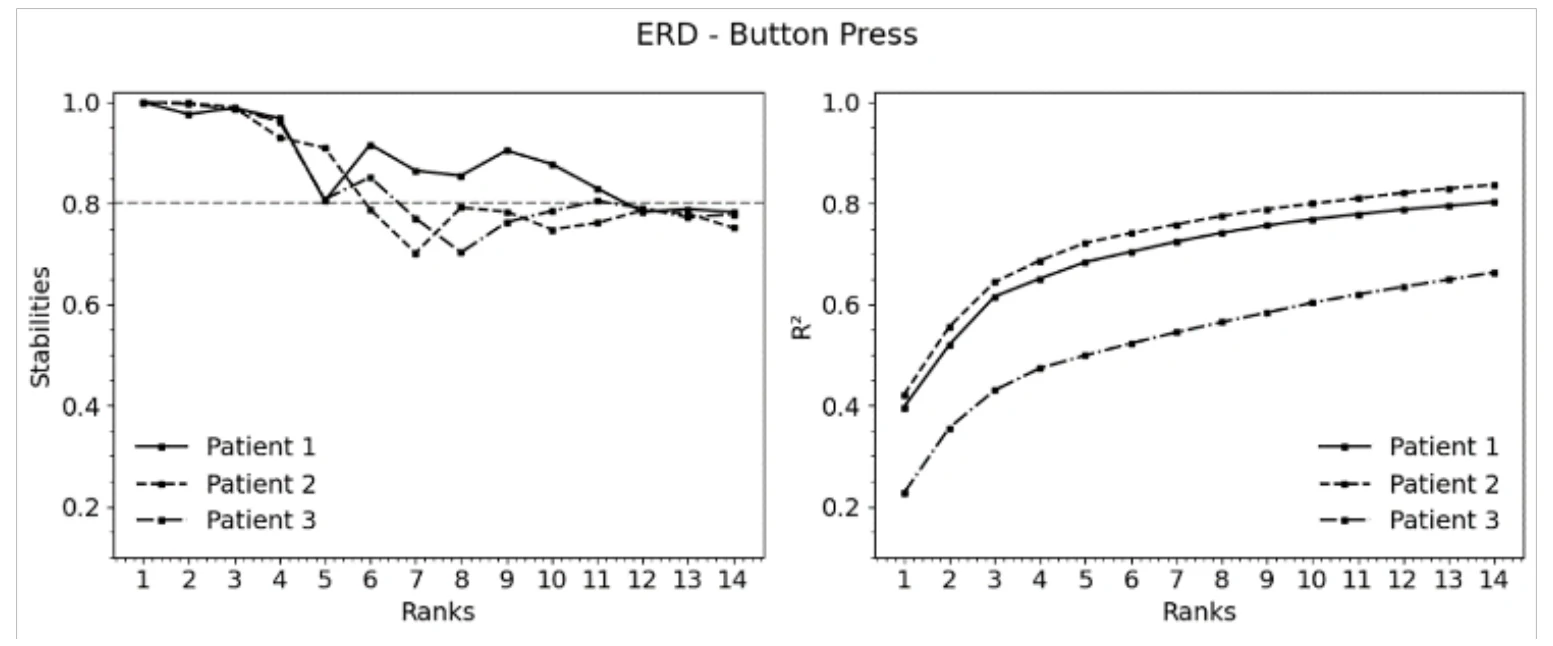 ERD - Button Press
1.0
0.8
0.6
0.4
0.2
Stabilities
Patient 1
Patient 2
Patient 3
1 2 3 4 5 6 7 8 9 10 11 12 13 14
Ranks
1.0
0.8
0.6
0.4
0.2
R²
Patient 1
Patient 2
Patient 3
1 2 3 4 5 6 7 8 9 10 11 12 13 14
Ranks